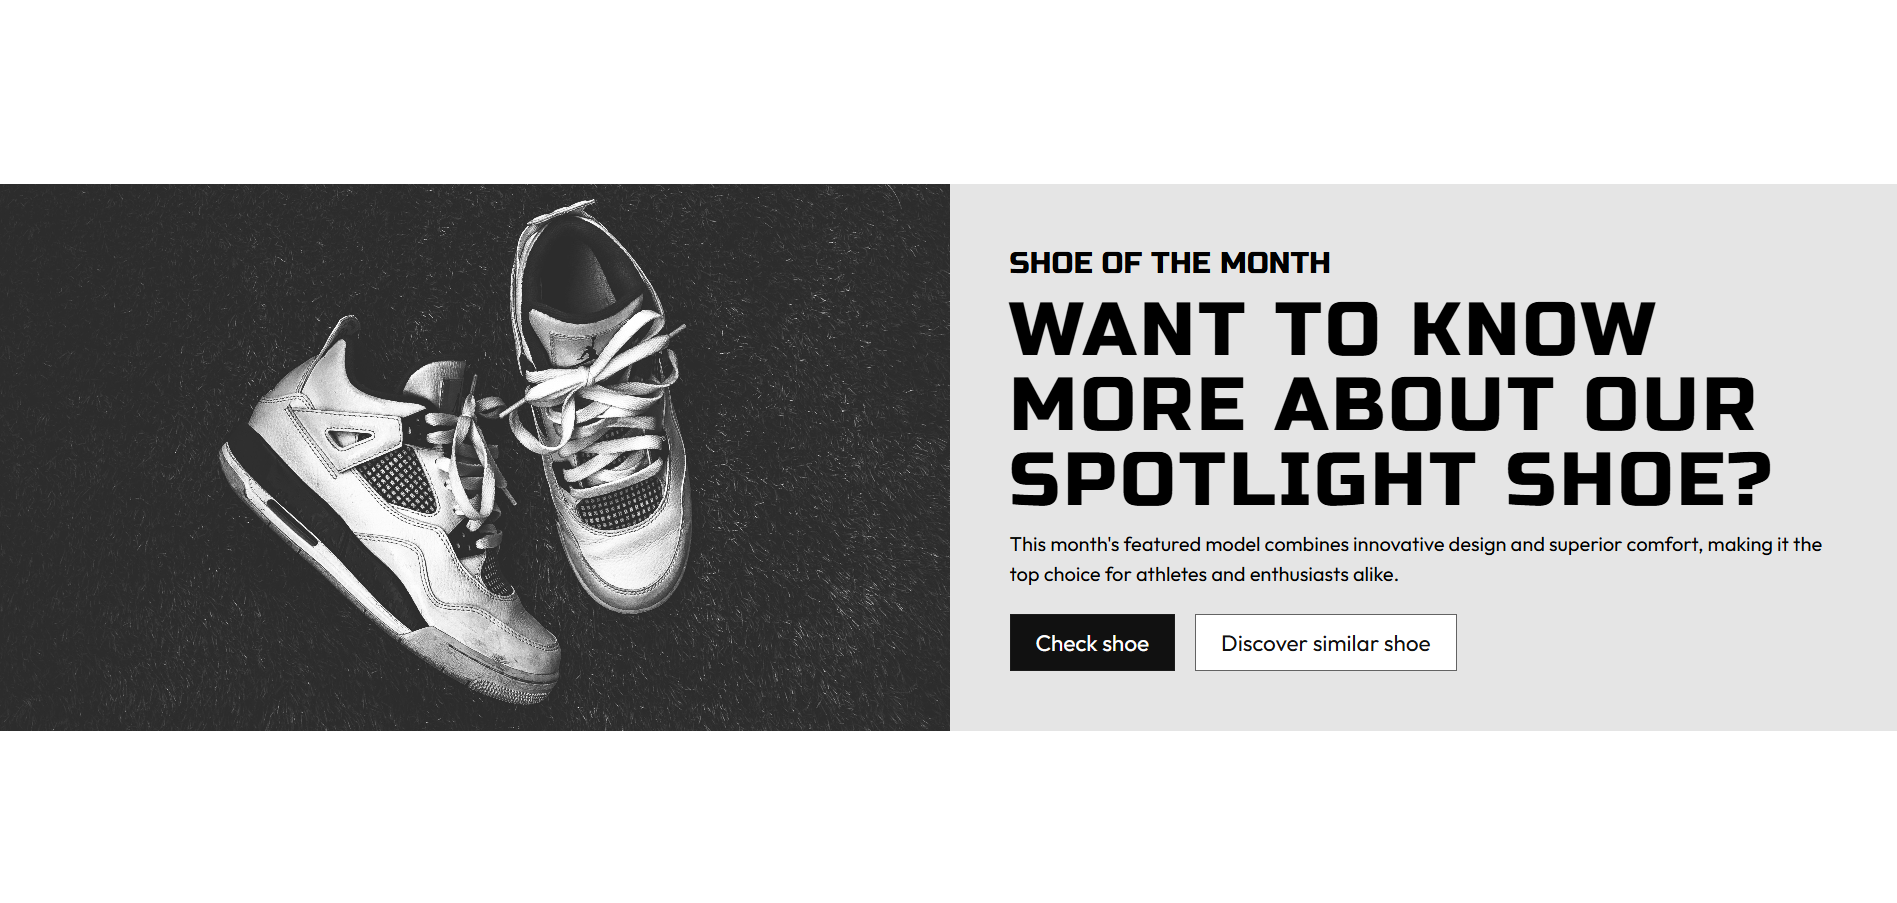 SHOE OF THE MONTH
WANT TO KNOW
MORE ABOUT OUR
SPOTLIGHT SHOE?
This month's featured model combines innovative design and superior comfort, making it the
top choice for athletes and enthusiasts alike.
Check shoe
Discover similar shoe